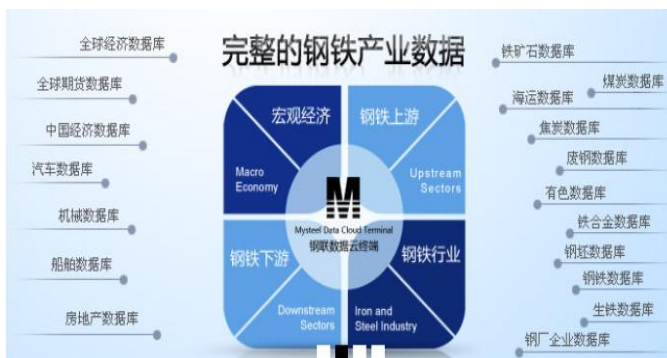 完整的钢铁产业数据
全球经济数据库
全球期货数据库
中国经济数据库
汽车数据库
机械数据库
船舶数据库
房地产数据库
宏观经济
Macro
Economy
钢铁上游
Upstream
Sectors
M
Mysteel Data Cloud Terminal
钢联数据云终端
钢铁下游
Downstream
Sectors
钢铁行业
Iron and
Steel Industry
铁矿石数据库
煤炭数据库
海运数据库
焦炭数据库
废钢数据库
有色数据库
铁合金数据库
钢坯数据库
钢铁数据库
生铁数据库
钢厂企业数据库